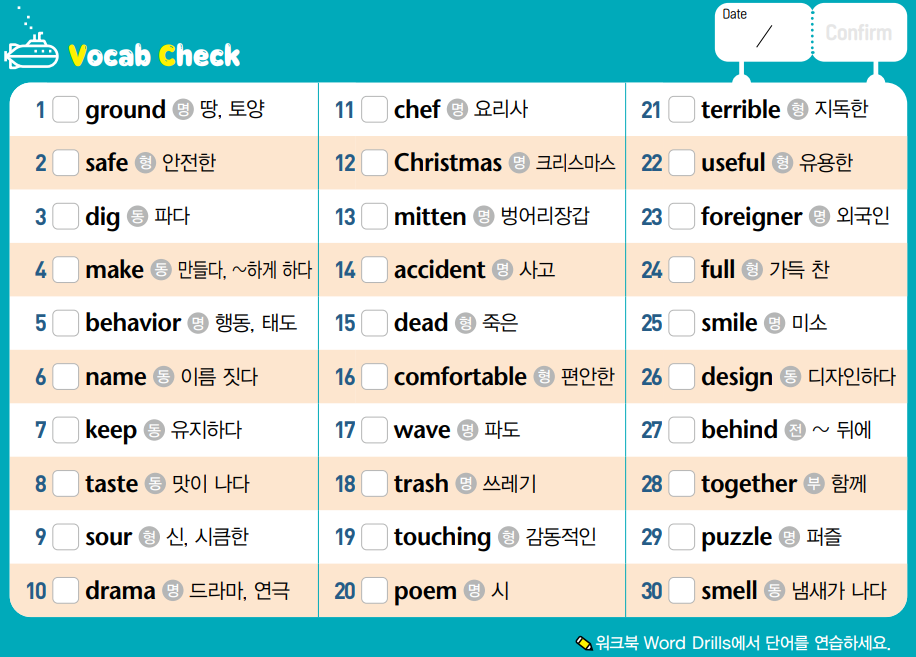 Vocab Check
Date
/
Confirm
1 ground 명 땅, 토양
2 safe 형 안전한
3 dig 동 파다
4 make 동 만들다, ~하게 하다
5 behavior 명 행동, 태도
6 name 동 이름 짓다
7 keep 동 유지하다
8 taste 동 맛이 나다
9 sour 형 신, 시큼한
10 drama 명 드라마, 연극
11 chef 명 요리사
12 Christmas 명 크리스마스
13 mitten 명 벙어리장갑
14 accident 명 사고
15 dead 형 죽은
16 comfortable 형 편안한
17 wave 명 파도
18 trash 명 쓰레기
19 touching 형 감동적인
20 poem 명 시
21 terrible 형 지독한
22 useful 형 유용한
23 foreigner 명 외국인
24 full 형 가득 찬
25 smile 명 미소
26 design 동 디자인하다
27 behind 전 ~ 뒤에
28 together 부 함께
29 puzzle 명 퍼즐
30 smell 동 냄새가 나다
워크북 Word Drills에서 단어를 연습하세요.